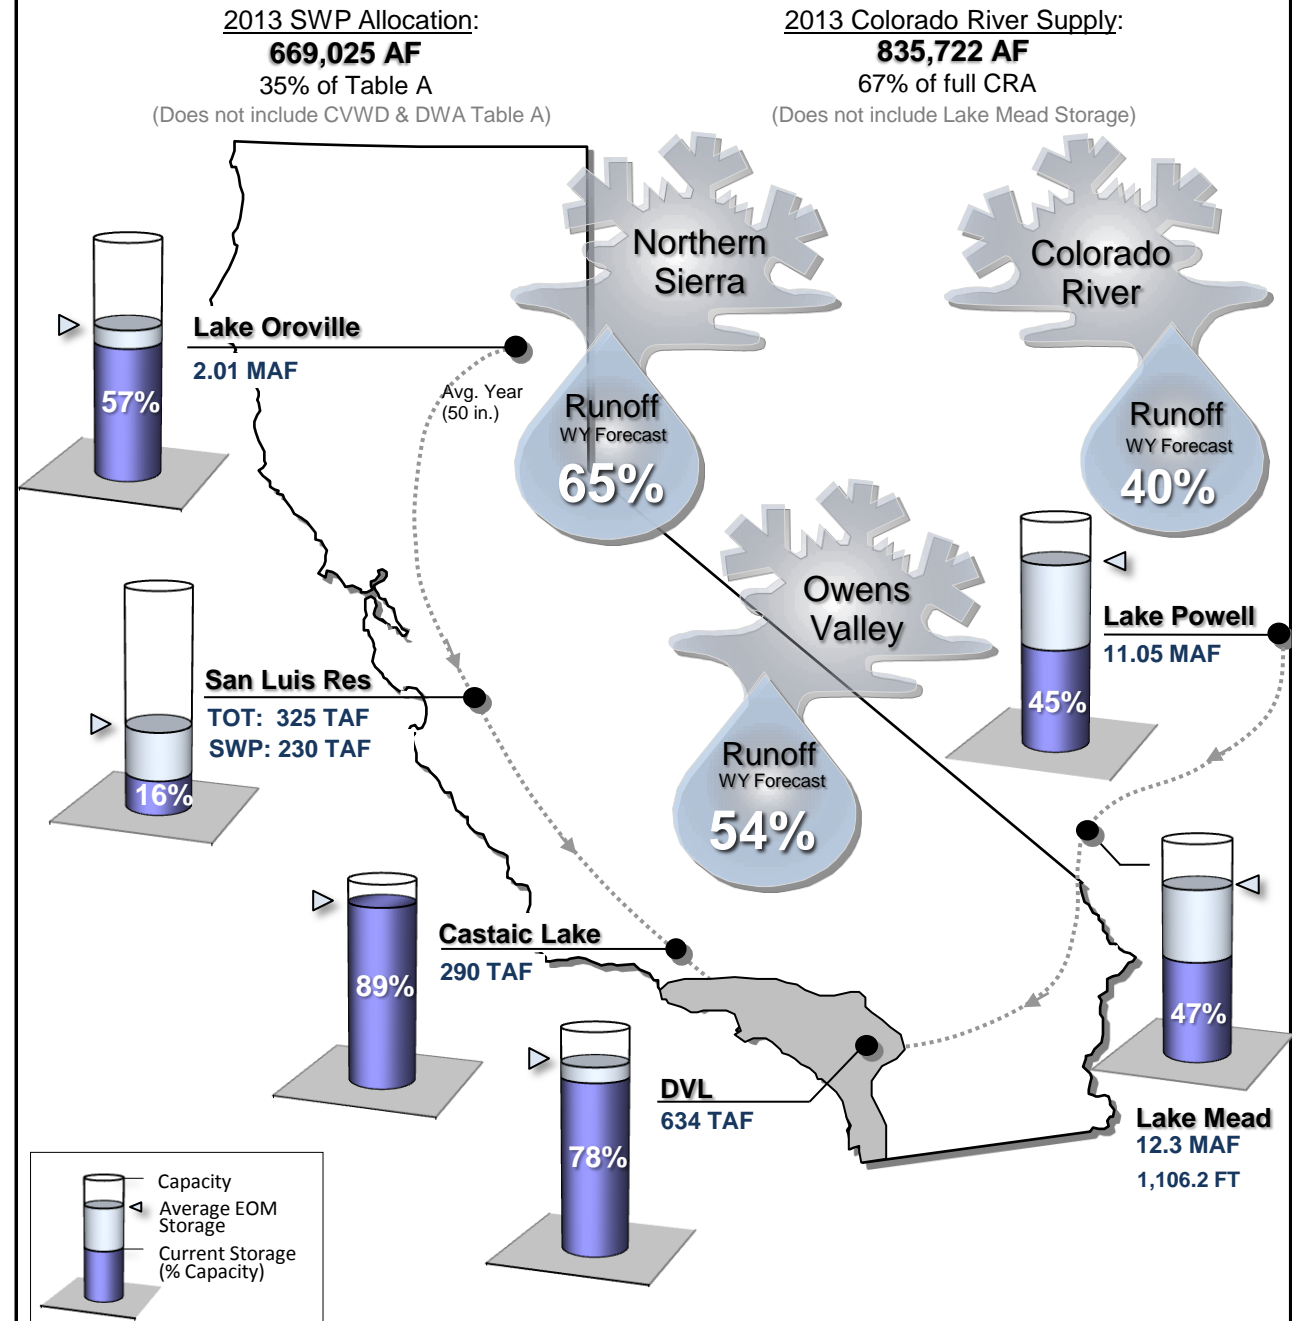 2013 SWP Allocation:
669,025 AF
35% of Table A
(Does not include CVWD & DWA Table A)
2013 Colorado River Supply:
835,722 AF
67% of full CRA
(Does not include Lake Mead Storage)
Northern
Sierra
Colorado
River
Lake Oroville
2.01 MAF
57%
Avg. Year
(50 in.)
Runoff
WY Forecast
65%
Runoff
WY Forecast
40%
Owens
Valley
Runoff
WY Forecast
54%
Lake Powell
11.05 MAF
45%
San Luis Res
TOT: 325 TAF
SWP: 230 TAF
16%
Castaic Lake
290 TAF
89%
DVL
634 TAF
78%
47%
Lake Mead
12.3 MAF
1,106.2 FT
Capacity
Average EOM
Storage
Current Storage
(% Capacity)